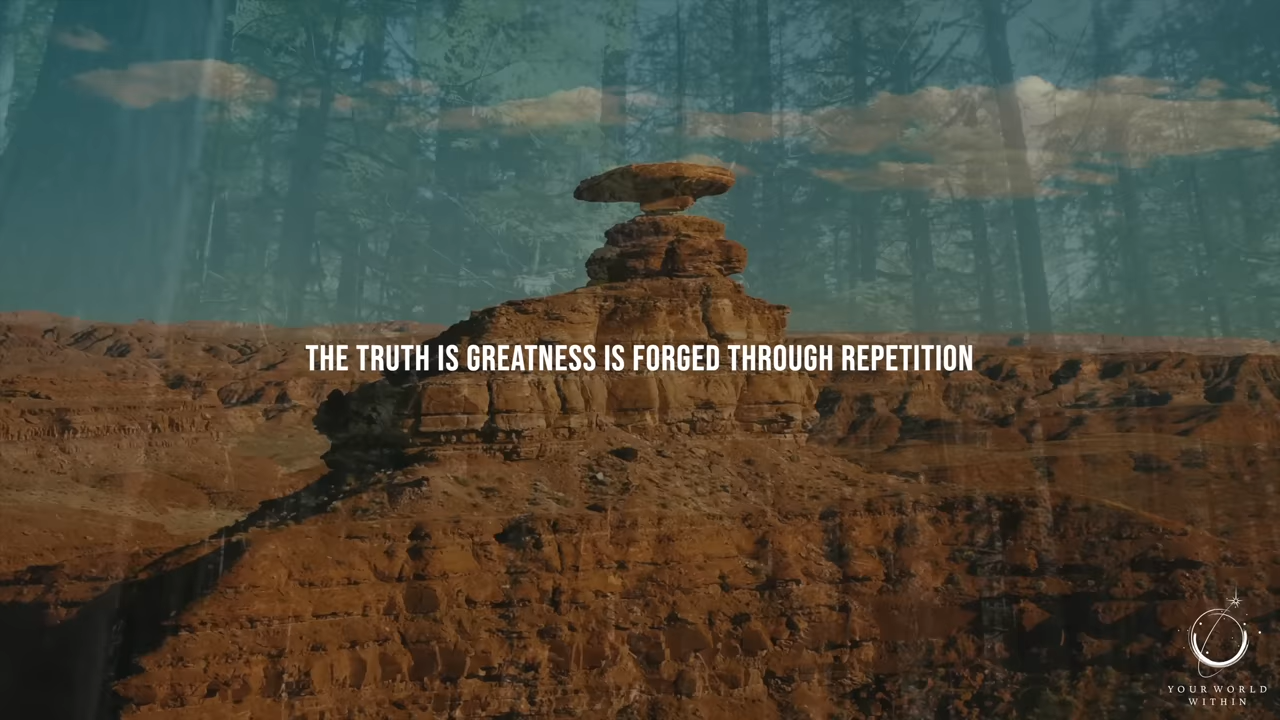 THE TRUTH IS GREATNESS IS FORGED THROUGH REPETITION
YOUR WORLD
WITHIN